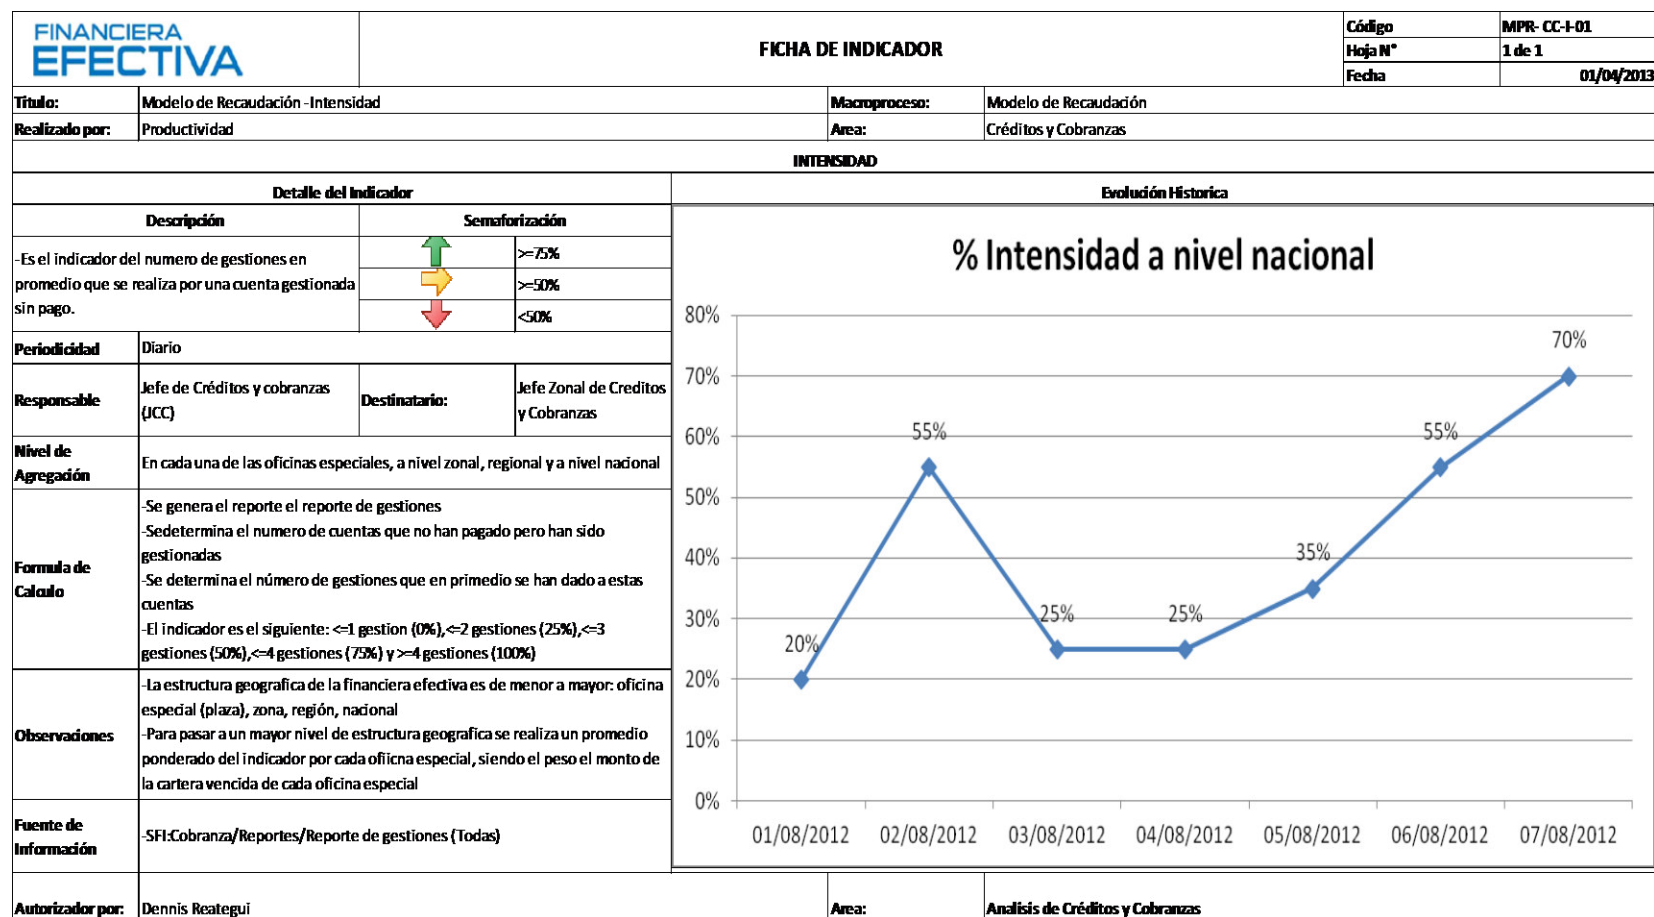 FINANCIERA
EFECTIVA
FICHA DE INDICADOR
Código MPR- CC-I-01
Hoja N° 1 de 1
Fecha 01/04/2013
Titulo: Modelo de Recaudación -Intensidad Macroproceso: Modelo de Recaudación
Realizado por: Productividad Area: Créditos y Cobranzas
INTENSIDAD
Detalle del Indicador Evolución Historica
Descripción Semaforización
-Es el indicador del numero de gestiones en
promedio que se realiza por una cuenta gestionada
sin pago.
>=75%
>=50%
<50%
Periodicidad Diario
Responsable
Jefe de Créditos y cobranzas
(JCC)
Destinatario:
Jefe Zonal de Creditos
y Cobranzas
Nivel de
Agregación
En cada una de las oficinas especiales, a nivel zonal, regional y a nivel nacional
Formula de
Calculo
-Se genera el reporte el reporte de gestiones
-Sedetermina el numero de cuentas que no han pagado pero han sido
gestionadas
-Se determina el número de gestiones que en primedio se han dado a estas
cuentas
-El indicador es el siguiente: <=1 gestion (0%),<=2 gestiones (25%),<=3
gestiones (50%),<=4 gestiones (75%) y >=4 gestiones (100%)
Observaciones
-La estructura geografica de la financiera efectiva es de menor a mayor: oficina
especial (plaza), zona, región, nacional
-Para pasar a un mayor nivel de estructura geografica se realiza un promedio
ponderado del indicador por cada ofiicna especial, siendo el peso el monto de
la cartera vencida de cada oficina especial
Fuente de
Información
-SFI:Cobranza/Reportes/Reporte de gestiones (Todas)
% Intensidad a nivel nacional
80%
70%
60%
50%
40%
30%
20%
10%
0%
20%
55%
25%
25%
35%
55%
70%
01/08/2012 02/08/2012 03/08/2012 04/08/2012 05/08/2012 06/08/2012 07/08/2012
Autorizador por: Dennis Reategui Area: Analisis de Créditos y Cobranzas